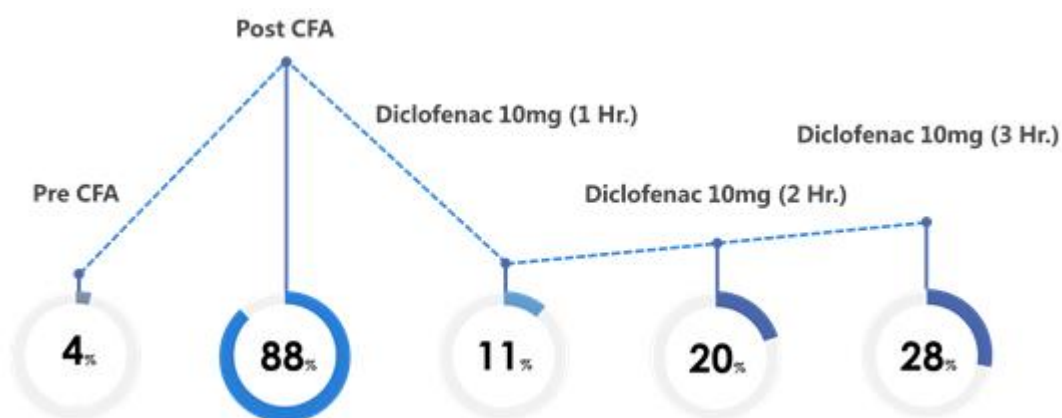 Post CFA
Diclofenac 10mg (1 Hr.)
Diclofenac 10mg (3 Hr.)
Pre CFA
Diclofenac 10mg (2 Hr.)
4%
88%
11%
20%
28%